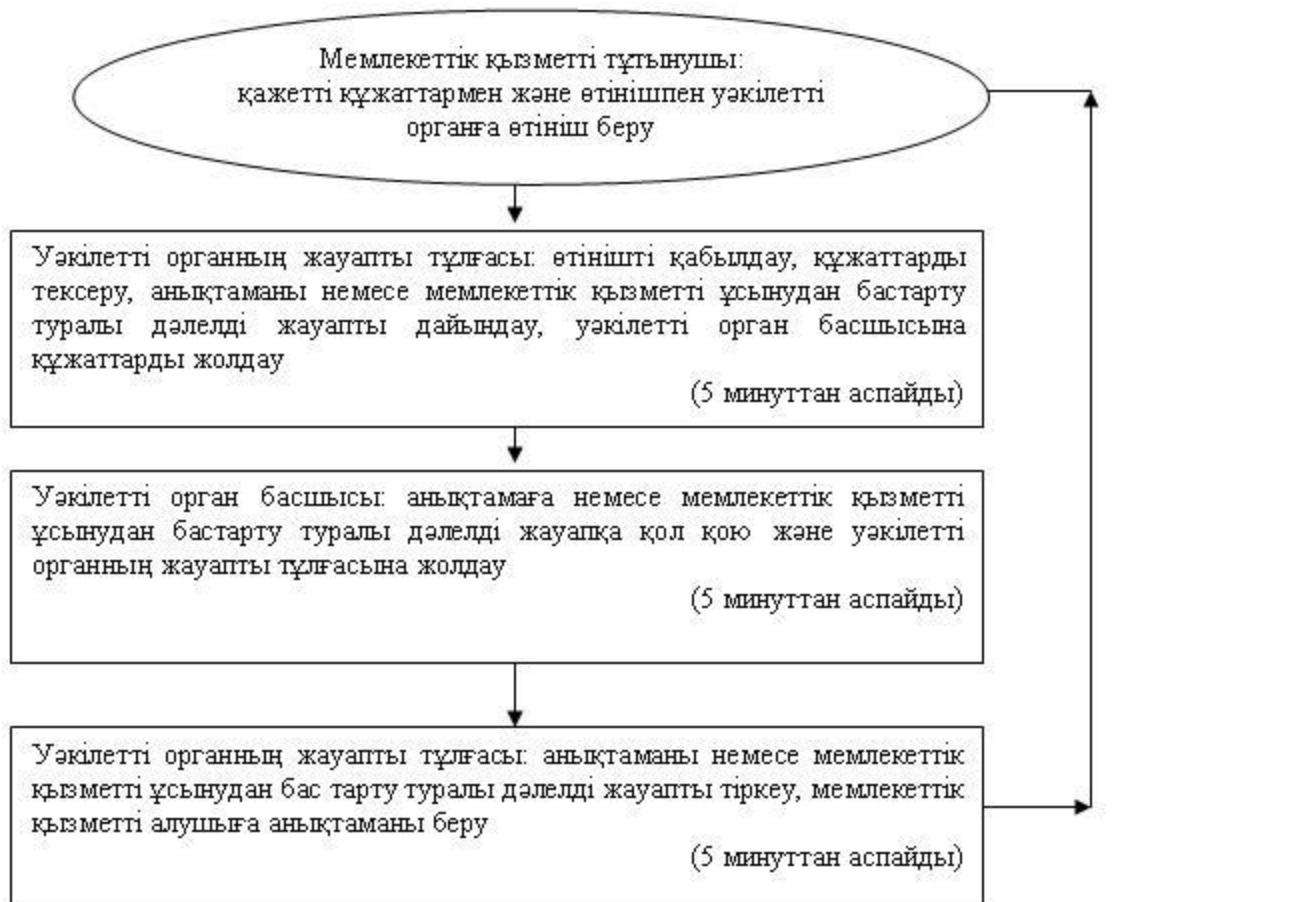 Мемлекеттік қызметті тұтынушы:
қажетті құжаттармен және өтінішпен уәкілетті
органға өтініш беру
Уәкілетті органның жауапты тұлғасы: өтінішті қабылдау, құжаттарды
тексеру, анықтаманы немесе мемлекеттік қызметті ұсынудан бастарту
туралы дәлелді жауапты дайындау, уәкілетті орган басшысына
құжаттарды жолдау
(5 минуттан аспайды)
Уәкілетті орган басшысы: анықтамаға немесе мемлекеттік қызметті
ұсынудан бастарту туралы дәлелді жауапқа қол қою және уәкілетті
органның жауапты тұлғасына жолдау
(5 минуттан аспайды)
Уәкілетті органның жауапты тұлғасы: анықтаманы немесе мемлекеттік
қызметті ұсынудан бас тарту туралы дәлелді жауапты тіркеу, мемлекеттік
қызметті алушыға анықтаманы беру
(5 минуттан аспайды)